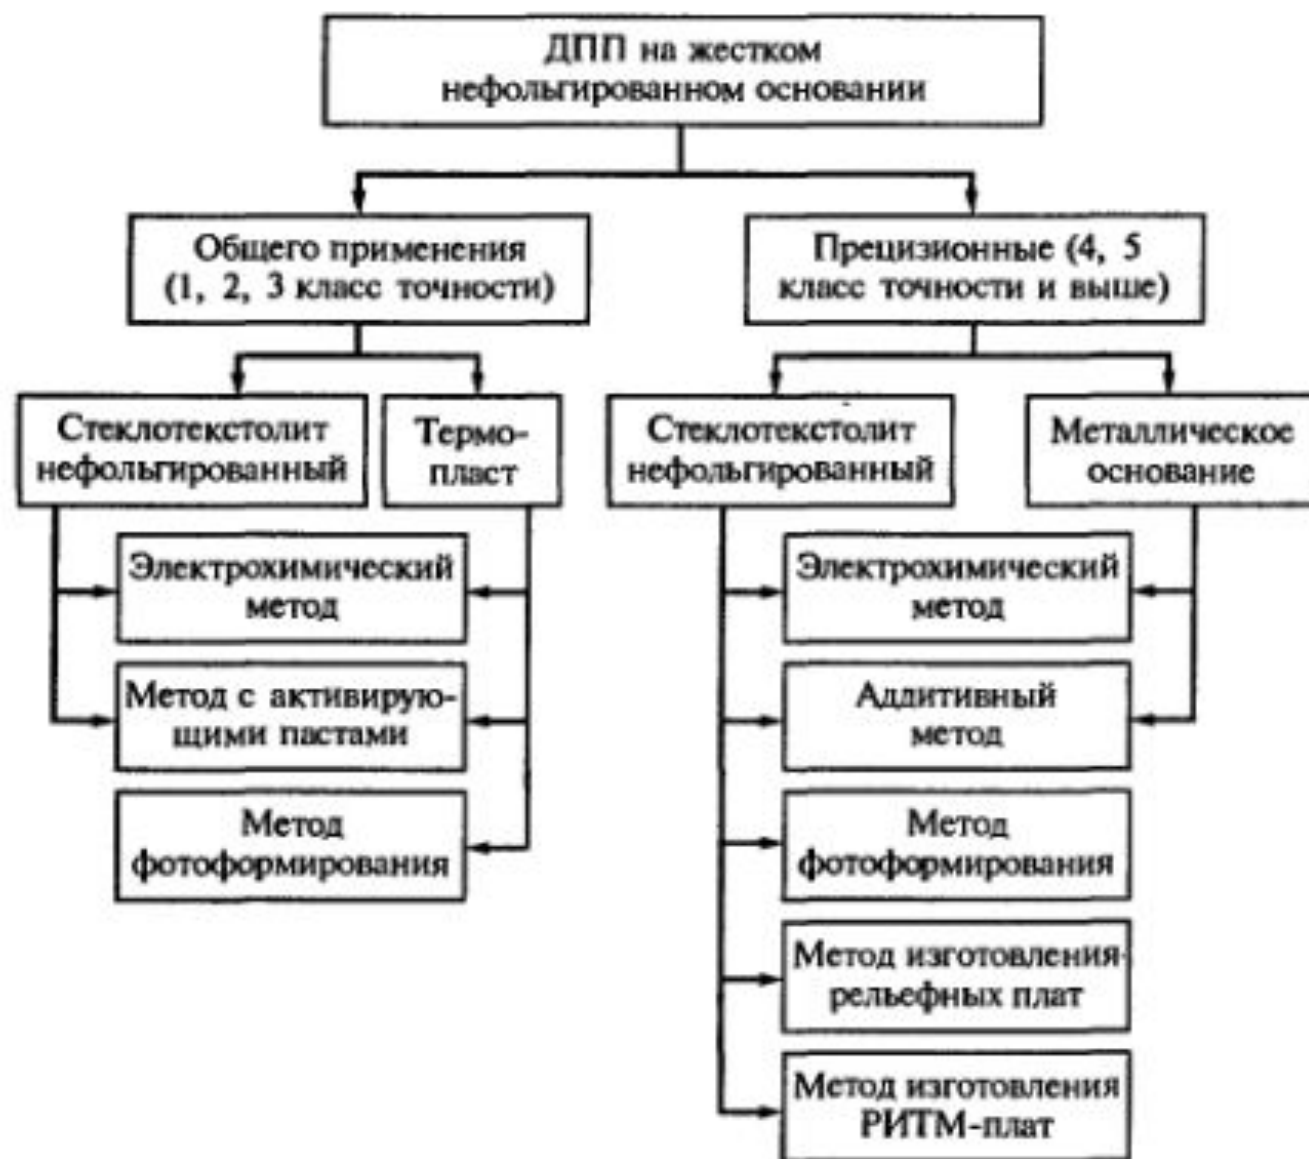 ДПП на жестком
нефольгированном основании
Общего применения
(1, 2, 3 класс точности)
Прецизионные (4, 5
класс точности и выше)
Стеклотекстолит
нефольгированный
Термо-
пласт
Стеклотекстолит
нефольгированный
Металлическое
основание
Электрохимический
метод
Метод с активирую-
щими пастами
Метод
фотоформирования
Электрохимический
метод
Аддитивный
метод
Метод
фотоформирования
Метод изготовления
рельефных плат
Метод изготовления
РИТМ-плат